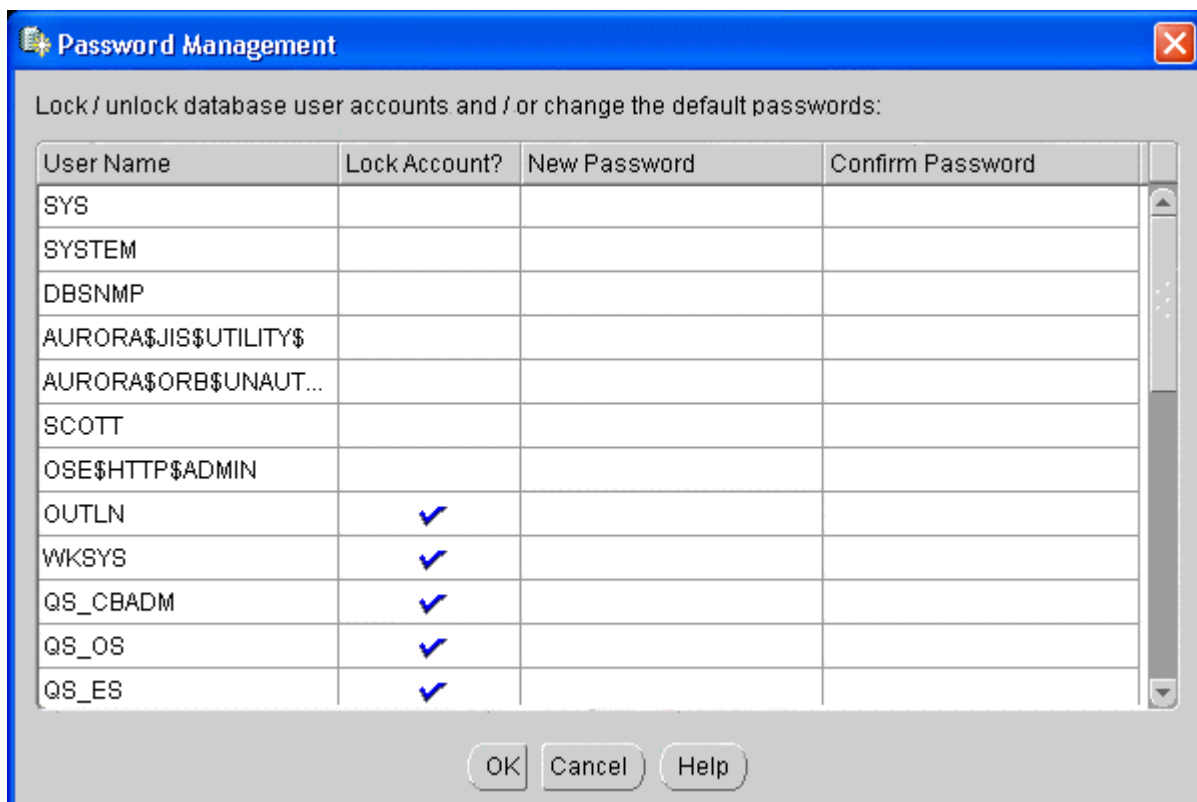 Password Management
Lock / unlock database user accounts and / or change the default passwords:
User Name Lock Account? New Password Confirm Password
SYS
SYSTEM
DBSNMP
AURORA$JIS$UTILITY$
AURORA$ORB$UNAUT...
SCOTT
OSE$HTTP$ADMIN
OUTLN
WKSYS
QS_CBADM
QS_OS
QS_ES
OK Cancel Help